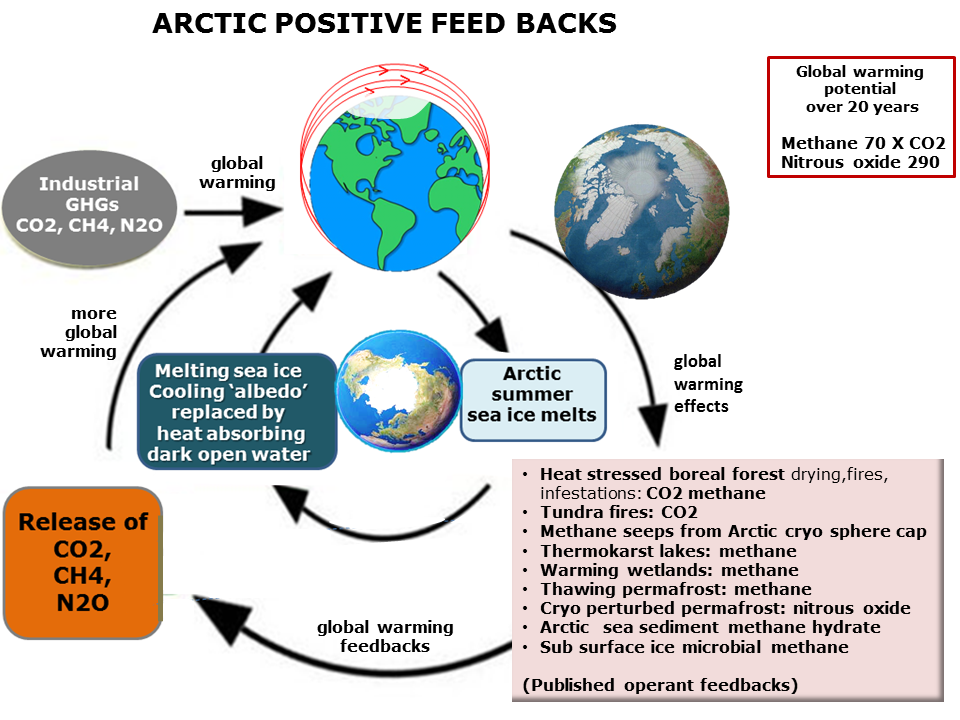 ARCTIC POSITIVE FEED BACKS
Global warming
potential
over 20 years
Methane 70 X CO2
Nitrous oxide 290
Industrial
GHGs
CO2, CH4, N2O
global
warming
more
global
warming
Melting sea ice
Cooling ‘albedo’
replaced by
heat absorbing
dark open water
Arctic
summer
sea ice melts
global
warming
effects
Release of
CO2,
CH4,
N2O
global warming
feedbacks
• Heat stressed boreal forest drying,fires,
infestations: CO2 methane
• Tundra fires: CO2
• Methane seeps from Arctic cryo sphere cap
• Thermokarst lakes: methane
• Warming wetlands: methane
• Thawing permafrost: methane
• Cryo perturbed permafrost: nitrous oxide
• Arctic sea sediment methane hydrate
• Sub surface ice microbial methane
(Published operant feedbacks)